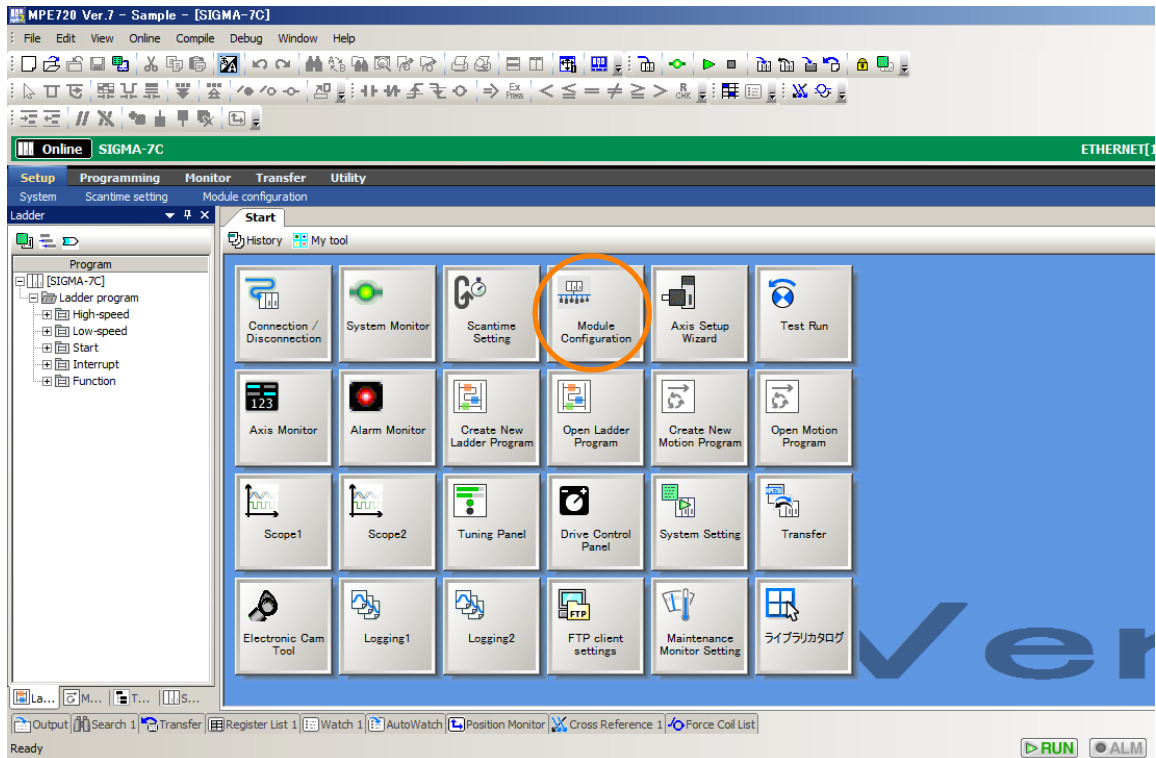 MPE720 Ver.7 - Sample - [SIGMA-7C]
File Edit View Online Compile Debug Window Help
Online SIGMA-7C ETHERNET[1
Setup Programming Monitor Transfer Utility
System Scantime setting Module configuration
Ladder
Start
History My tool
Program
[SIGMA-7C]
Ladder program
High-speed
Low-speed
Start
Interrupt
Function
Connection / Disconnection
System Monitor
Scantime Setting
Module Configuration
Axis Setup Wizard
Test Run
123
Axis Monitor
Alarm Monitor
Create New Ladder Program
Open Ladder Program
Create New Motion Program
Open Motion Program
Scope1
Scope2
Tuning Panel
Drive Control Panel
System Setting
Transfer
Electronic Cam Tool
Logging1
Logging2
FTP
FTP client settings
Maintenance Monitor Setting
ライブラリカタログ
Ver
La... M... T... S...
Output Search 1 Transfer Register List 1 Watch 1 AutoWatch Position Monitor Cross Reference 1 Force Coil List
Ready RUN ALM